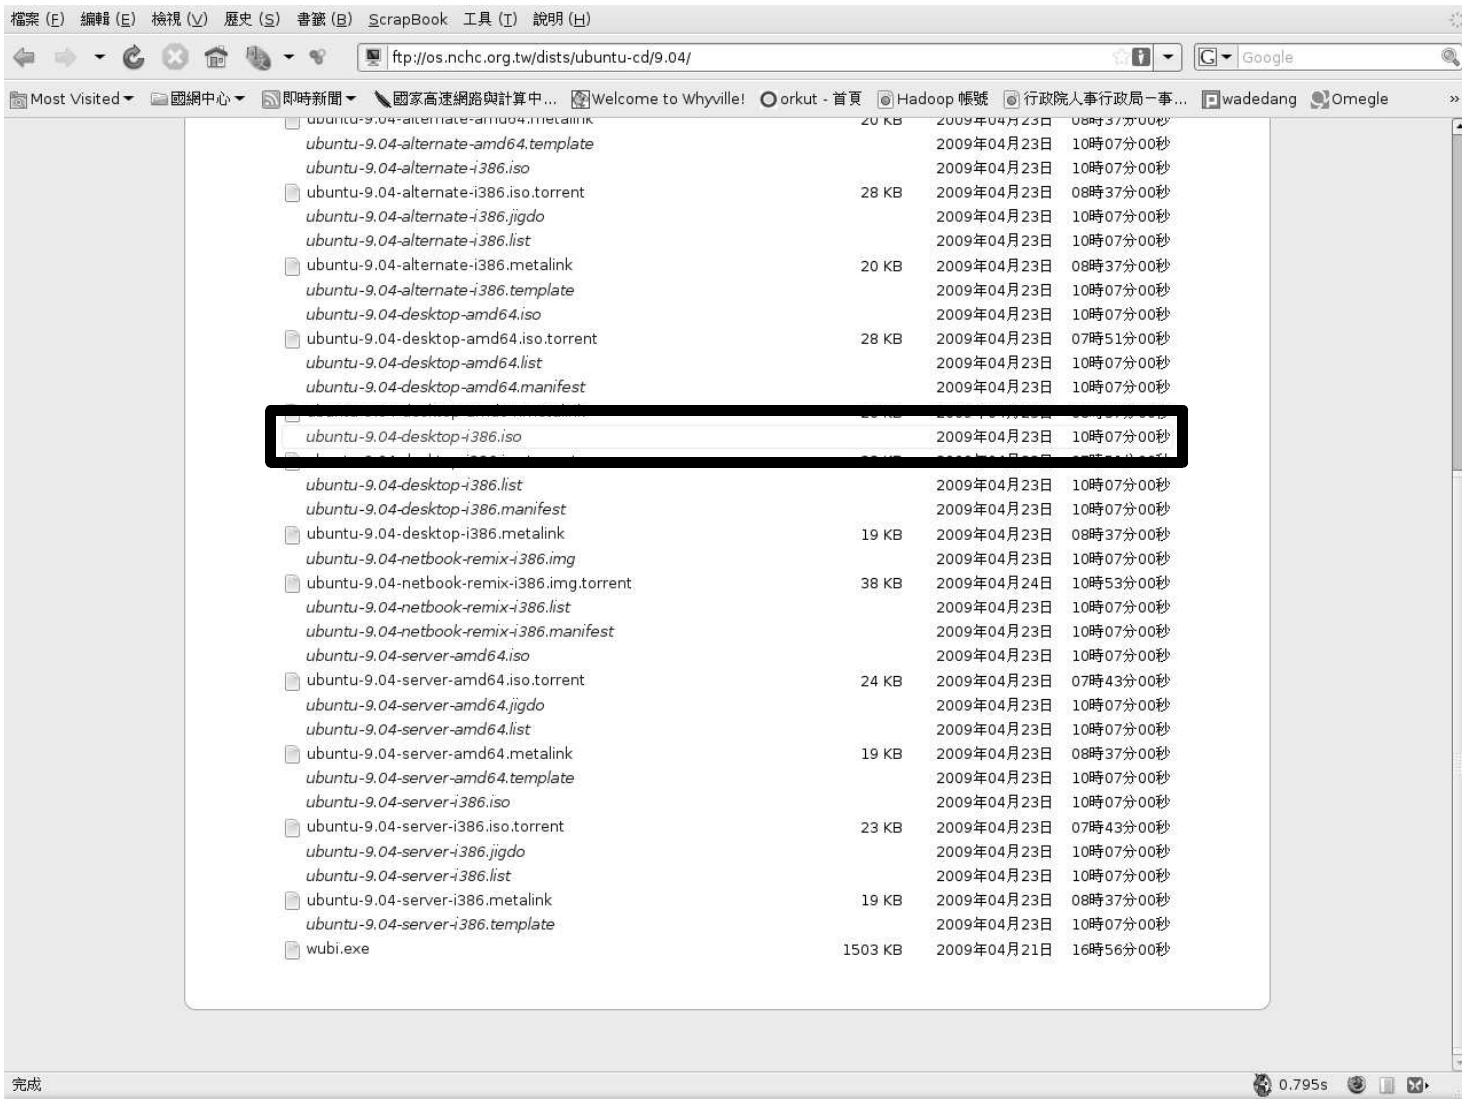 檔案 (F) 編輯 (E) 檢視 (V) 歷史 (S) 書籤 (B) ScrapBook 工具 (T) 說明 (H)
ftp://os.nchc.org.tw/dists/ubuntu-cd/9.04/ G Google
Most Visited 國網中心 即時新聞 國家高速網路與計算中... Welcome to Whyville! orkut - 首頁 Hadoop 帳號 行政院人事行政局－事... wadedang Omegle »
ubuntu-9.04-alternate-amd64.metalink 20 KB 2009年04月23日 08時37分00秒
ubuntu-9.04-alternate-amd64.template 2009年04月23日 10時07分00秒
ubuntu-9.04-alternate-i386.iso 2009年04月23日 10時07分00秒
ubuntu-9.04-alternate-i386.iso.torrent 28 KB 2009年04月23日 08時37分00秒
ubuntu-9.04-alternate-i386.jigdo 2009年04月23日 10時07分00秒
ubuntu-9.04-alternate-i386.list 2009年04月23日 10時07分00秒
ubuntu-9.04-alternate-i386.metalink 20 KB 2009年04月23日 08時37分00秒
ubuntu-9.04-alternate-i386.template 2009年04月23日 10時07分00秒
ubuntu-9.04-desktop-amd64.iso 2009年04月23日 10時07分00秒
ubuntu-9.04-desktop-amd64.iso.torrent 28 KB 2009年04月23日 07時51分00秒
ubuntu-9.04-desktop-amd64.list 2009年04月23日 10時07分00秒
ubuntu-9.04-desktop-amd64.manifest 2009年04月23日 10時07分00秒
ubuntu-9.04-desktop-i386.iso 2009年04月23日 10時07分00秒
ubuntu-9.04-desktop-i386.list 2009年04月23日 10時07分00秒
ubuntu-9.04-desktop-i386.manifest 2009年04月23日 10時07分00秒
ubuntu-9.04-desktop-i386.metalink 19 KB 2009年04月23日 08時37分00秒
ubuntu-9.04-netbook-remix-i386.img 2009年04月23日 10時07分00秒
ubuntu-9.04-netbook-remix-i386.img.torrent 38 KB 2009年04月24日 10時53分00秒
ubuntu-9.04-netbook-remix-i386.list 2009年04月23日 10時07分00秒
ubuntu-9.04-netbook-remix-i386.manifest 2009年04月23日 10時07分00秒
ubuntu-9.04-server-amd64.iso 2009年04月23日 10時07分00秒
ubuntu-9.04-server-amd64.iso.torrent 24 KB 2009年04月23日 07時43分00秒
ubuntu-9.04-server-amd64.jigdo 2009年04月23日 10時07分00秒
ubuntu-9.04-server-amd64.list 2009年04月23日 10時07分00秒
ubuntu-9.04-server-amd64.metalink 19 KB 2009年04月23日 08時37分00秒
ubuntu-9.04-server-amd64.template 2009年04月23日 10時07分00秒
ubuntu-9.04-server-i386.iso 2009年04月23日 10時07分00秒
ubuntu-9.04-server-i386.iso.torrent 23 KB 2009年04月23日 07時43分00秒
ubuntu-9.04-server-i386.jigdo 2009年04月23日 10時07分00秒
ubuntu-9.04-server-i386.list 2009年04月23日 10時07分00秒
ubuntu-9.04-server-i386.metalink 19 KB 2009年04月23日 08時37分00秒
ubuntu-9.04-server-i386.template 2009年04月23日 10時07分00秒
wubi.exe 1503 KB 2009年04月21日 16時56分00秒
完成 0.795s